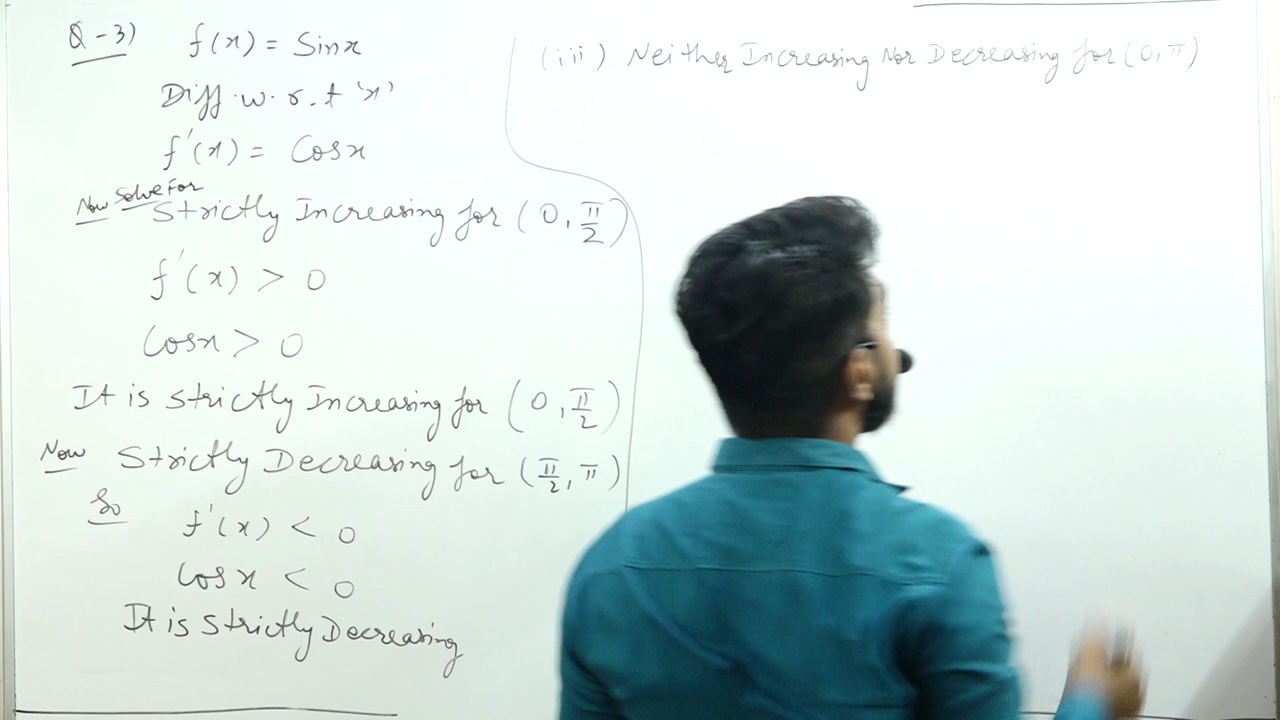 Q-3) f(x) = Sinx
Diff. w. r. t 'x'
f'(x) = Cosx
Now Solve For
Strictly Increasing for (0, π/2)
f'(x) > 0
Cosx > 0
It is strictly Increasing for (0, π/2)
Now Strictly Decreasing for (π/2, π)
So
f'(x) < 0
Cosx < 0
It is Strictly Decreasing
(iii) Neither Increasing Nor Decreasing for (0, π)